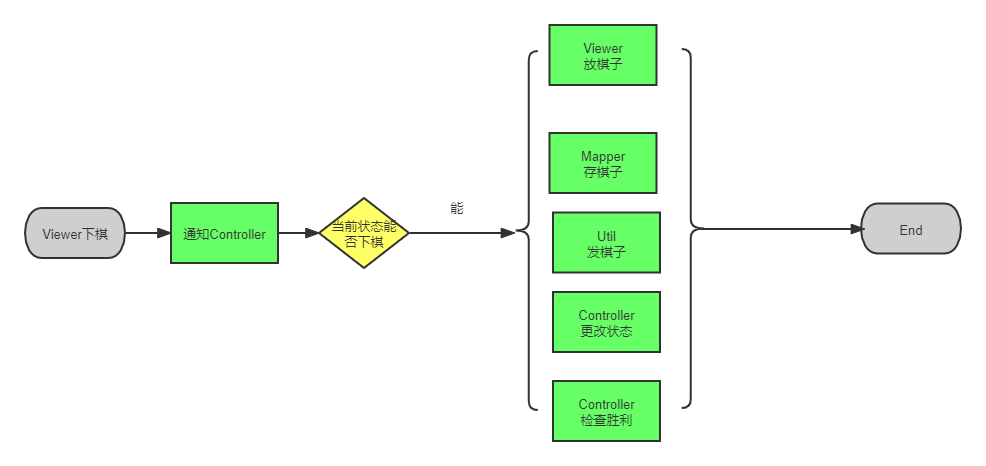 Viewer下棋
通知Controller
当前状态能
否下棋
能
Viewer
放棋子
Mapper
存棋子
Util
发棋子
Controller
更改状态
Controller
检查胜利
End